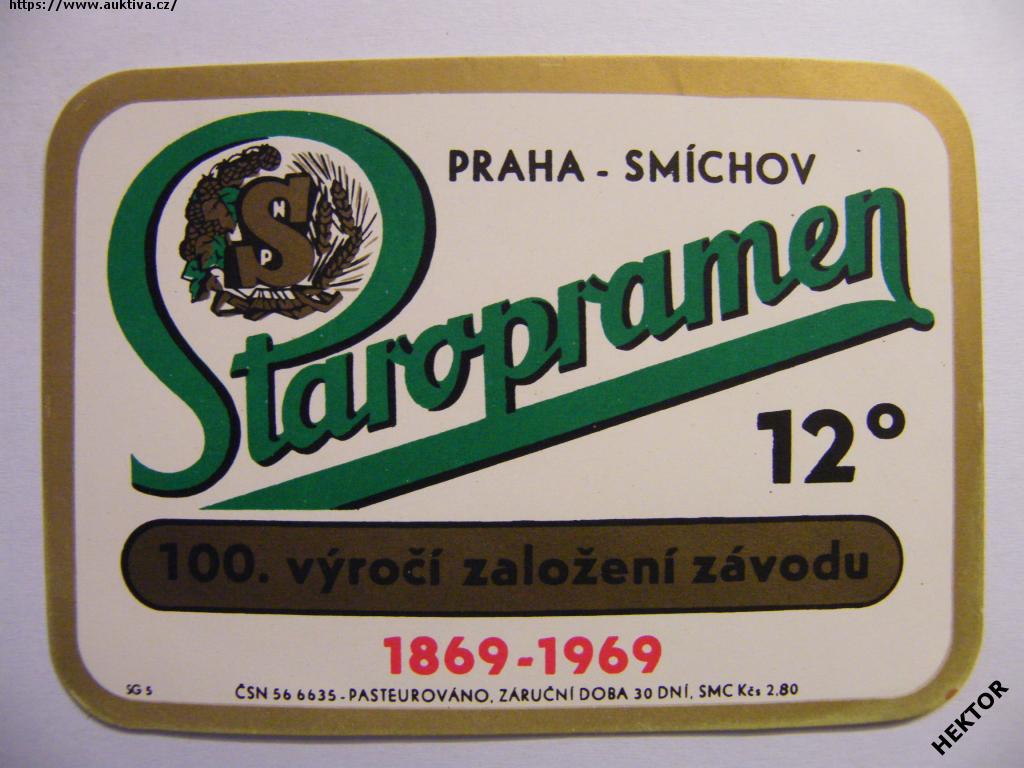 https://www.auktiva.cz/
PRAHA - SMÍCHOV
S
N
P
Staropramen
12°
100. výročí založení závodu
1869-1969
SG 5
ČSN 56 6635 - PASTEUROVÁNO, ZÁRUČNÍ DOBA 30 DNÍ, SMC Kčs 2.80
HEKTOR